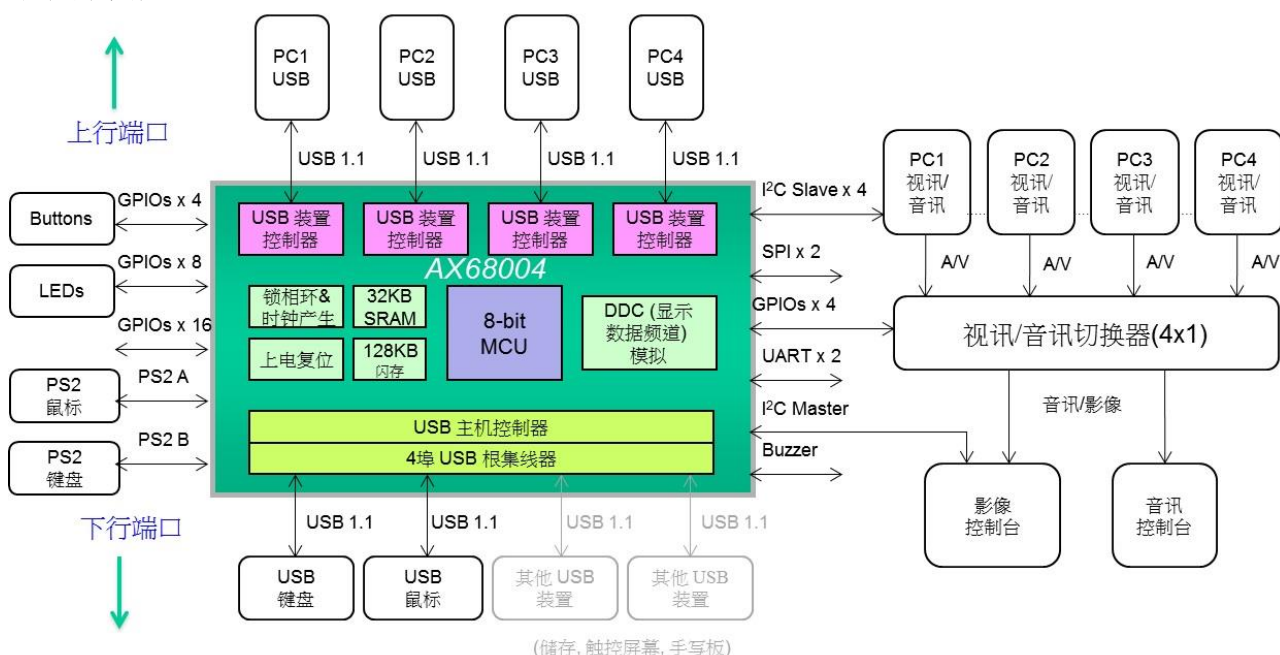 PC1
USB
PC2
USB
PC3
USB
PC4
USB
上行端口
USB 1.1
USB 1.1
USB 1.1
USB 1.1
PC1
视讯/
音讯
PC2
视讯/
音讯
PC3
视讯/
音讯
PC4
视讯/
音讯
Buttons
GPIOs x 4
USB 装置
控制器
USB 装置
控制器
USB 装置
控制器
USB 装置
控制器
I²C Slave x 4
AX68004
SPI x 2
A/V
A/V
A/V
A/V
LEDs
GPIOs x 8
锁相环&
时钟产生
32KB
SRAM
8-bit
MCU
DDC (显示
数据频道)
模拟
GPIOs x 4
视讯/音讯切换器(4x1)
GPIOs x 16
上电复位
128KB
闪存
UART x 2
PS2
鼠标
PS2 A
I²C Master
音讯/影像
USB 主机控制器
PS2
键盘
PS2 B
4埠 USB 根集线器
Buzzer
影像
控制台
音讯
控制台
下行端口
USB 1.1
USB 1.1
USB 1.1
USB 1.1
USB
键盘
USB
鼠标
其他 USB
装置
其他 USB
装置
(储存, 触控屏幕, 手写板)